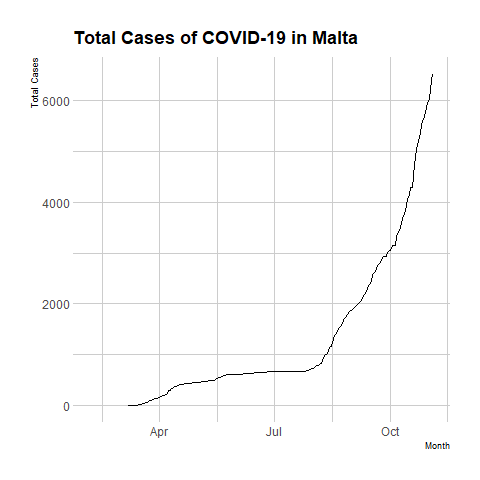 Total Cases of COVID-19 in Malta
Total Cases
6000
4000
2000
0
Apr Jul Oct
Month